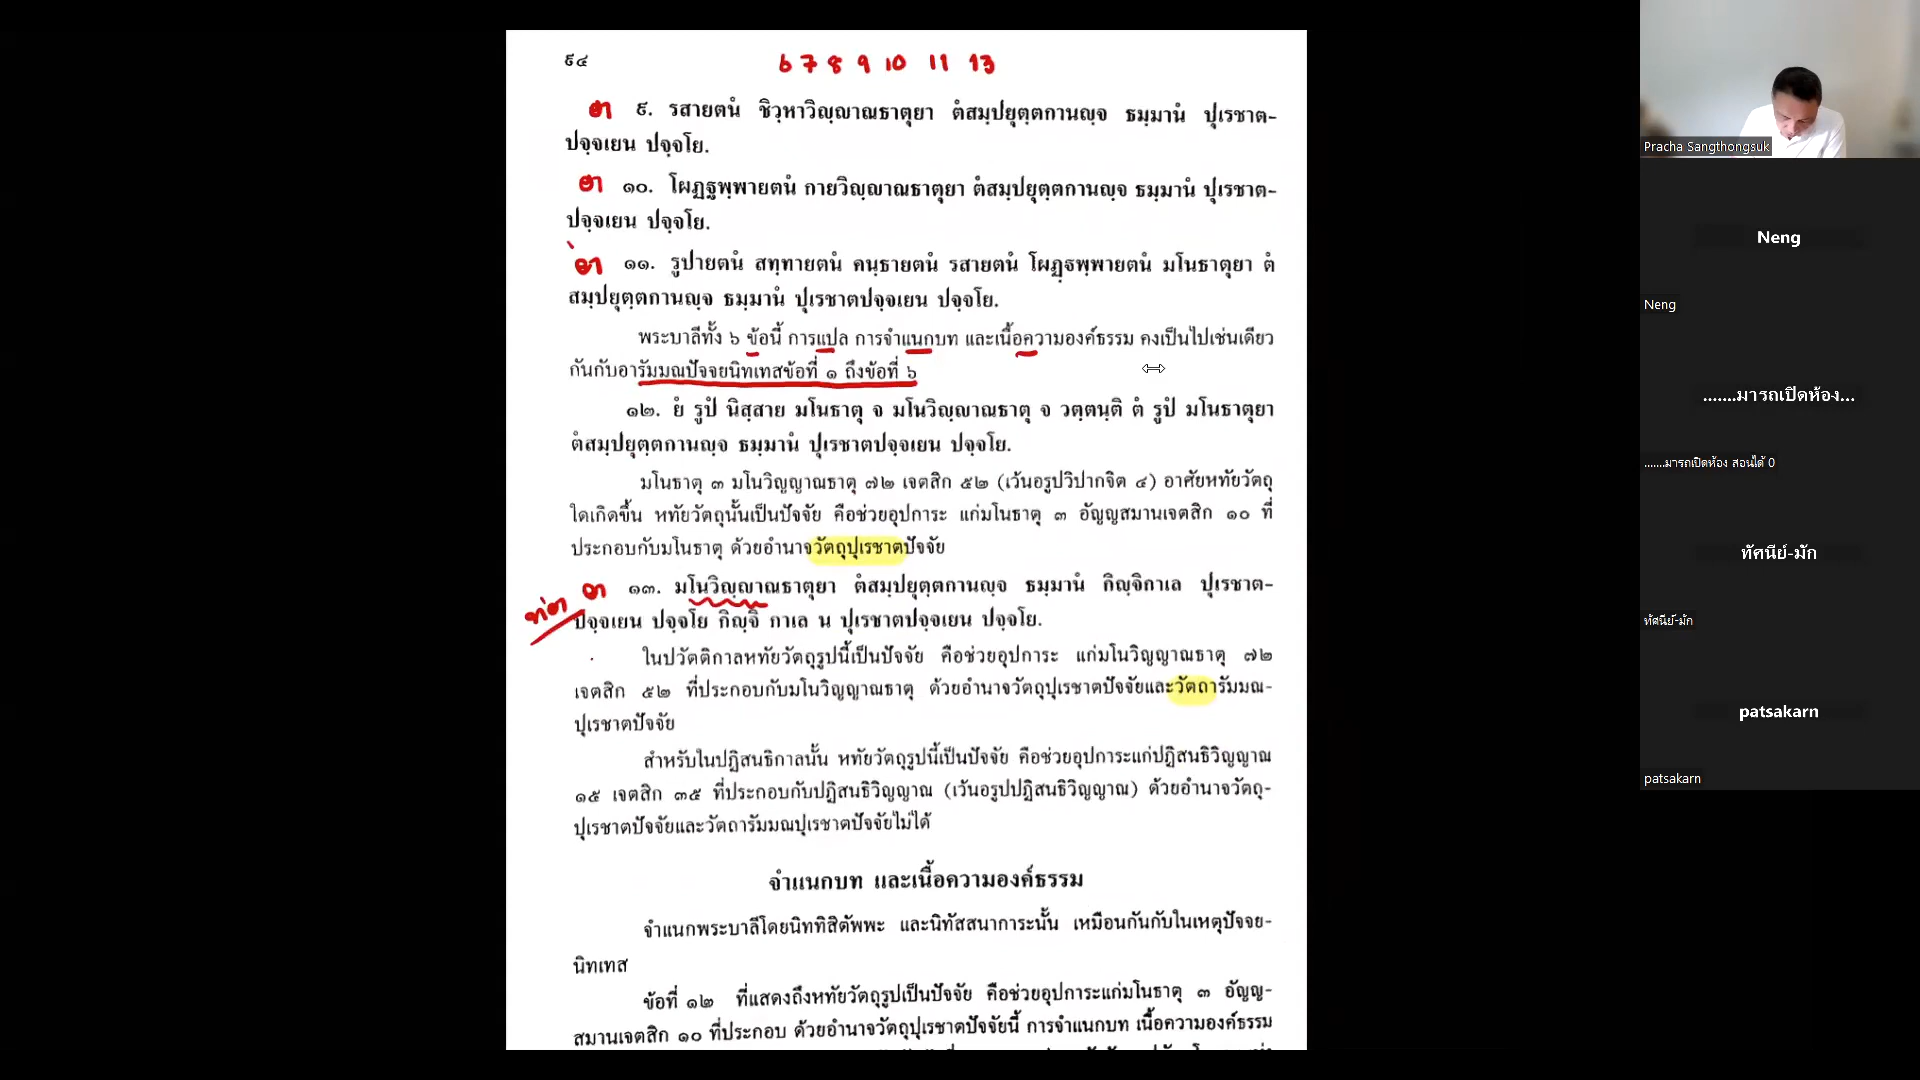 ๙๔
6 7 8 9 10 11 13
อา ๙. รสายตนํ ชิวฺหาวิญฺญาณธาตุยา ตํสมฺปยุตฺตกานญฺจ ธมฺมานํ ปุเรชาต-
ปจฺจเยน ปจฺจโย.
อา ๑๐. โผฏฺฐพฺพายตนํ กายวิญฺญาณธาตุยา ตํสมฺปยุตฺตกานญฺจ ธมฺมานํ ปุเรชาต-
ปจฺจเยน ปจฺจโย.
อา ๑๑. รูปายตนํ สทฺทายตนํ คนฺธายตนํ รสายตนํ โผฏฺฐพฺพายตนํ มโนธาตุยา ตํ
สมฺปยุตฺตกานญฺจ ธมฺมานํ ปุเรชาตปจฺจเยน ปจฺจโย.
พระบาลีทั้ง ๖ ข้อนี้ การแปล การจำแนกบท และเนื้อความองค์ธรรม คงเป็นไปเช่นเดียว
กันกับอารัมมณปัจจยนิทเทสข้อที่ ๑ ถึงข้อที่ ๖
๑๒. ยํ รูปํ นิสฺสาย มโนธาตุ จ มโนวิญฺญาณธาตุ จ วตฺตนฺติ ตํ รูปํ มโนธาตุยา
ตํสมฺปยุตฺตกานญฺจ ธมฺมานํ ปุเรชาตปจฺจเยน ปจฺจโย.
มโนธาตุ ๓ มโนวิญญาณธาตุ ๗๒ เจตสิก ๕๒ (เว้นอรูปวิปากจิต ๔) อาศัยหทัยวัตถุ
ใดเกิดขึ้น หทัยวัตถุนั้นเป็นปัจจัย คือช่วยอุปการะ แก่มโนธาตุ ๓ อัญญสมานเจตสิก ๑๐ ที่
ประกอบกับมโนธาตุ ด้วยอำนาจวัตถุปุเรชาตปัจจัย
๑๓. มโนวิญฺญาณธาตุยา ตํสมฺปยุตฺตกานญฺจ ธมฺมานํ กิญฺจิกาเล ปุเรชาต-
ปจฺจเยน ปจฺจโย กิญฺจิ กาเล น ปุเรชาตปจฺจเยน ปจฺจโย.
ในปวัตติกาลหทัยวัตถุรูปนี้เป็นปัจจัย คือช่วยอุปการะ แก่มโนวิญญาณธาตุ ๗๒
เจตสิก ๕๒ ที่ประกอบกับมโนวิญญาณธาตุ ด้วยอำนาจวัตถุปุเรชาตปัจจัยและวัตถารัมมณ-
ปุเรชาตปัจจัย
สำหรับในปฏิสนธิกาลนั้น หทัยวัตถุรูปนี้เป็นปัจจัย คือช่วยอุปการะแก่ปฏิสนธิวิญญาณ
๑๕ เจตสิก ๓๕ ที่ประกอบกับปฏิสนธิวิญญาณ (เว้นอรูปปฏิสนธิวิญญาณ) ด้วยอำนาจวัตถุ-
ปุเรชาตปัจจัยและวัตถารัมมณปุเรชาตปัจจัยไม่ได้
จำแนกบท และเนื้อความองค์ธรรม
จำแนกพระบาลีโดยนิททิสิตัพพะ และนิทัสสนาการะนั้น เหมือนกันกับในเหตุปัจจย-
นิทเทส
ข้อที่ ๑๒ ที่แสดงถึงหทัยวัตถุรูปเป็นปัจจัย คือช่วยอุปการะแก่มโนธาตุ ๓ อัญญ-
สมานเจตสิก ๑๐ ที่ประกอบ ด้วยอำนาจวัตถุปุเรชาตปัจจัยนี้ การจำแนกบท เนื้อความองค์ธรรม
Pracha Sangthongsuk
Neng
Neng
.......มารถเปิดห้อง...
.......มารถเปิดห้อง สอนได้ 0
ทัศนีย์-มัก
ทัศนีย์-มัก
patsakarn
patsakarn